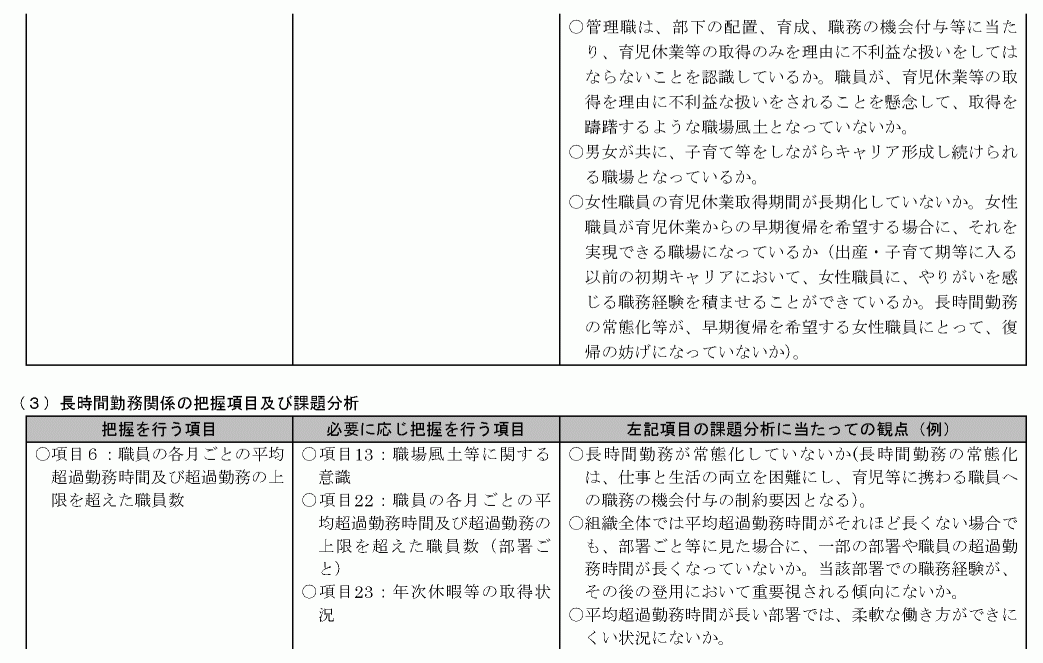 ○管理職は、部下の配置、育成、職務の機会付与等に当た
り、育児休業等の取得のみを理由に不利益な扱いをしては
ならないことを認識しているか。職員が、育児休業等の取
得を理由に不利益な扱いをされることを懸念して、取得を
躊躇するような職場風土となっていないか。
○男女が共に、子育て等をしながらキャリア形成し続けられ
る職場となっているか。
○女性職員の育児休業取得期間が長期化していないか。女性
職員が育児休業からの早期復帰を希望する場合に、それを
実現できる職場になっているか（出産・子育て期等に入る
以前の初期キャリアにおいて、女性職員に、やりがいを感
じる職務経験を積ませることができているか。長時間勤務
の常態化等が、早期復帰を希望する女性職員にとって、復
帰の妨げになっていないか）。
（３）長時間勤務関係の把握項目及び課題分析
把握を行う項目
必要に応じ把握を行う項目
左記項目の課題分析に当たっての観点（例）
○項目６：職員の各月ごとの平均
超過勤務時間及び超過勤務の上
限を超えた職員数
○項目13：職場風土等に関する
意識
○項目22：職員の各月ごとの平
均超過勤務時間及び超過勤務の
上限を超えた職員数（部署ご
と）
○項目23：年次休暇等の取得状
況
○長時間勤務が常態化していないか(長時間勤務の常態化
は、仕事と生活の両立を困難にし、育児等に携わる職員へ
の職務の機会付与の制約要因となる)。
○組織全体では平均超過勤務時間がそれほど長くない場合で
も、部署ごと等に見た場合に、一部の部署や職員の超過勤
務時間が長くなっていないか。当該部署での職務経験が、
その後の登用において重要視される傾向にないか。
○平均超過勤務時間が長い部署では、柔軟な働き方ができに
くい状況にないか。